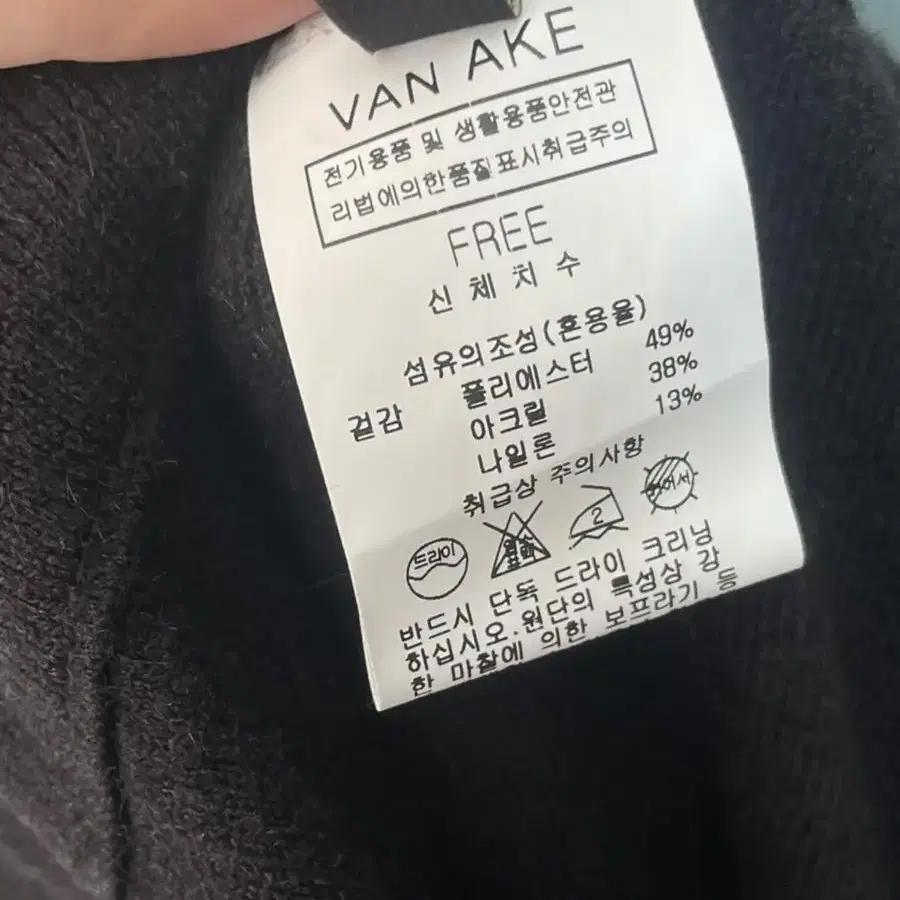 VAN AKE
전기용품 및 생활용품안전관
리법에의한품질표시취급주의
FREE
신체치수
섬유의조성(혼용율)
겉감 폴리에스터 49%
아크릴 38%
나일론 13%
취급상 주의사항
드라이 2
반드시 단독 드라이 크리닝
하십시오.원단의 특성상 강
한 마찰에 의한 보프라기 등